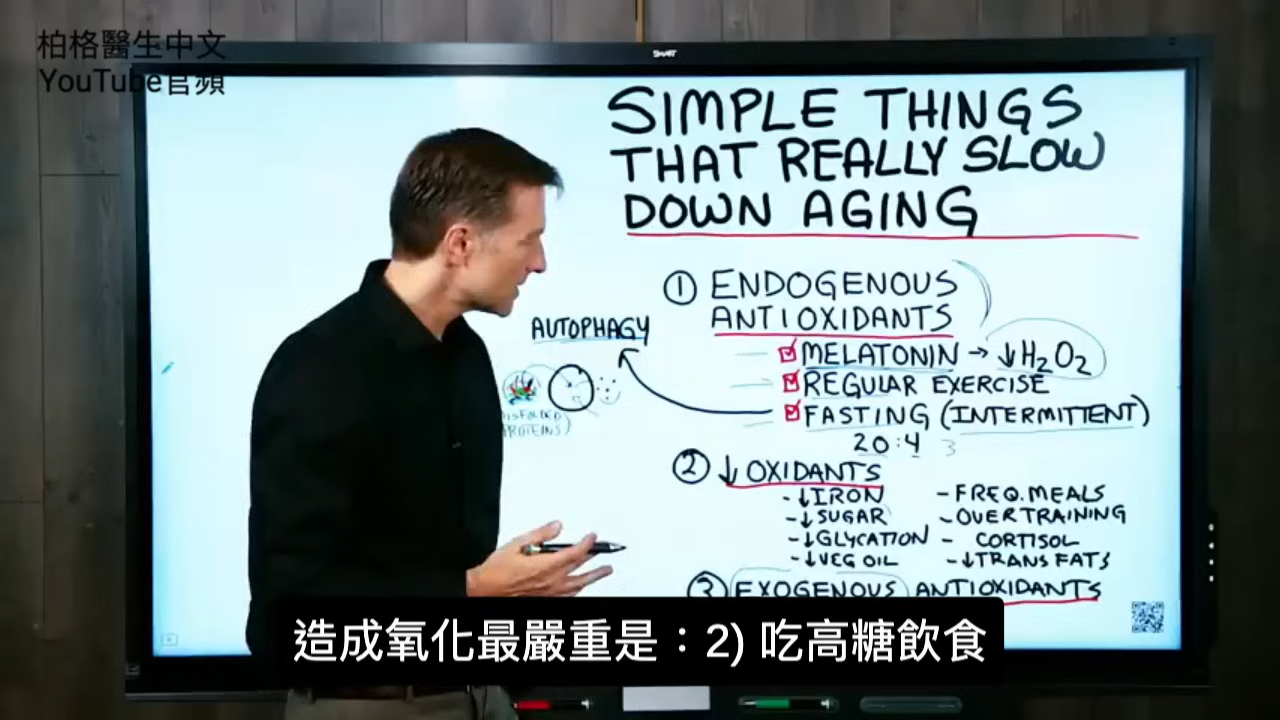 柏格醫生中文
YouTube官頻
SMART
SIMPLE THINGS
THAT REALLY SLOW
DOWN AGING
① ENDOGENOUS
ANTIOXIDANTS
AUTOPHAGY
☑ MELATONIN → ↓H₂O₂
☑ REGULAR EXERCISE
☑ FASTING (INTERMITTENT)
20:4 3
PROTEINS)
② ↓ OXIDANTS
-↓IRON
-↓SUGAR
-↓GLYCATION
-↓VEG OIL
-FREQ. MEALS
-OVERTRAINING
- CORTISOL
-↓TRANS FATS
③ EXOGENOUS ANTIOXIDANTS
造成氧化最嚴重是：2) 吃高糖飲食